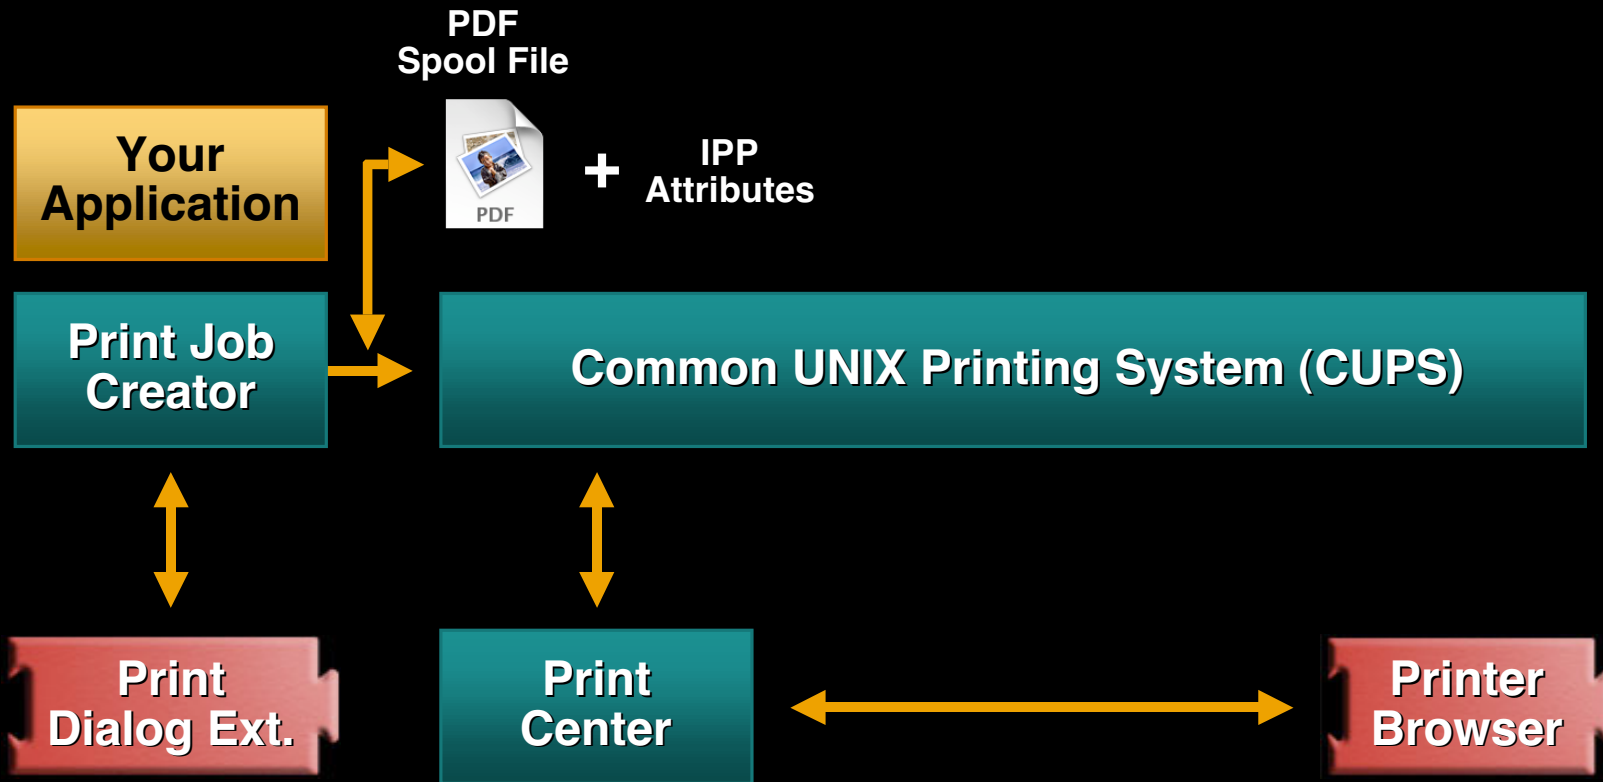 PDF
Spool File
Your
Application
PDF
+
IPP
Attributes
Print Job
Creator
Common UNIX Printing System (CUPS)
Print
Dialog Ext.
Print
Center
Printer
Browser